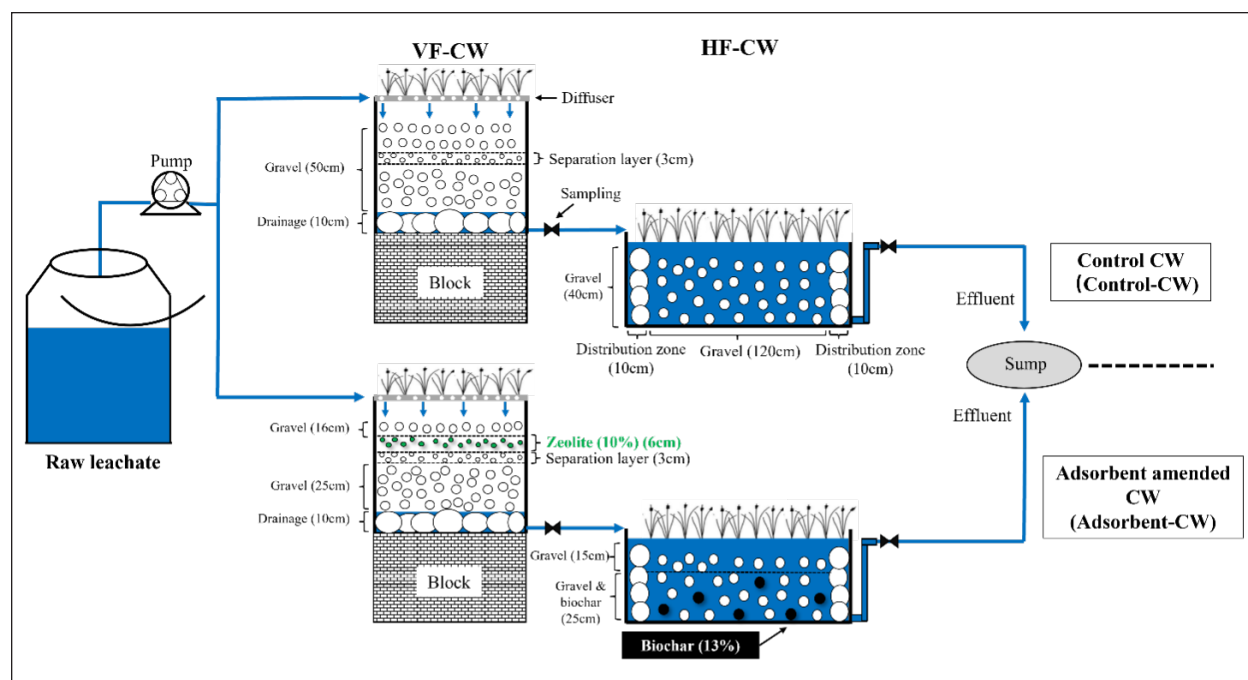 VF-CW
HF-CW
Diffuser
Pump
Gravel (50cm)
Separation layer (3cm)
Sampling
Drainage (10cm)
Block
Gravel
(40cm)
Control CW
(Control-CW)
Effluent
Distribution zone
(10cm)
Gravel (120cm)
Distribution zone
(10cm)
Sump
Raw leachate
Gravel (16cm)
Zeolite (10%) (6cm)
Separation layer (3cm)
Gravel (25cm)
Drainage (10cm)
Block
Effluent
Adsorbent amended
CW
(Adsorbent-CW)
Gravel (15cm)
Gravel &
biochar
(25cm)
Biochar (13%)